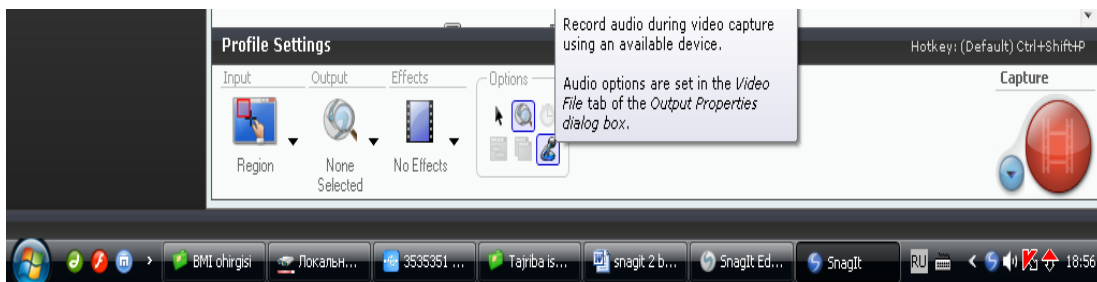 Record audio during video capture
using an available device.
Audio options are set in the Video
File tab of the Output Properties
dialog box.
Profile Settings
Hotkey: (Default) Ctrl+Shift+P
Input Output Effects Options Capture
Region
None
Selected
No Effects
BMI ohirgisi Локальн... 3535351 ... Tajriba is... snagit 2 b... SnagIt Ed... SnagIt RU 18:56